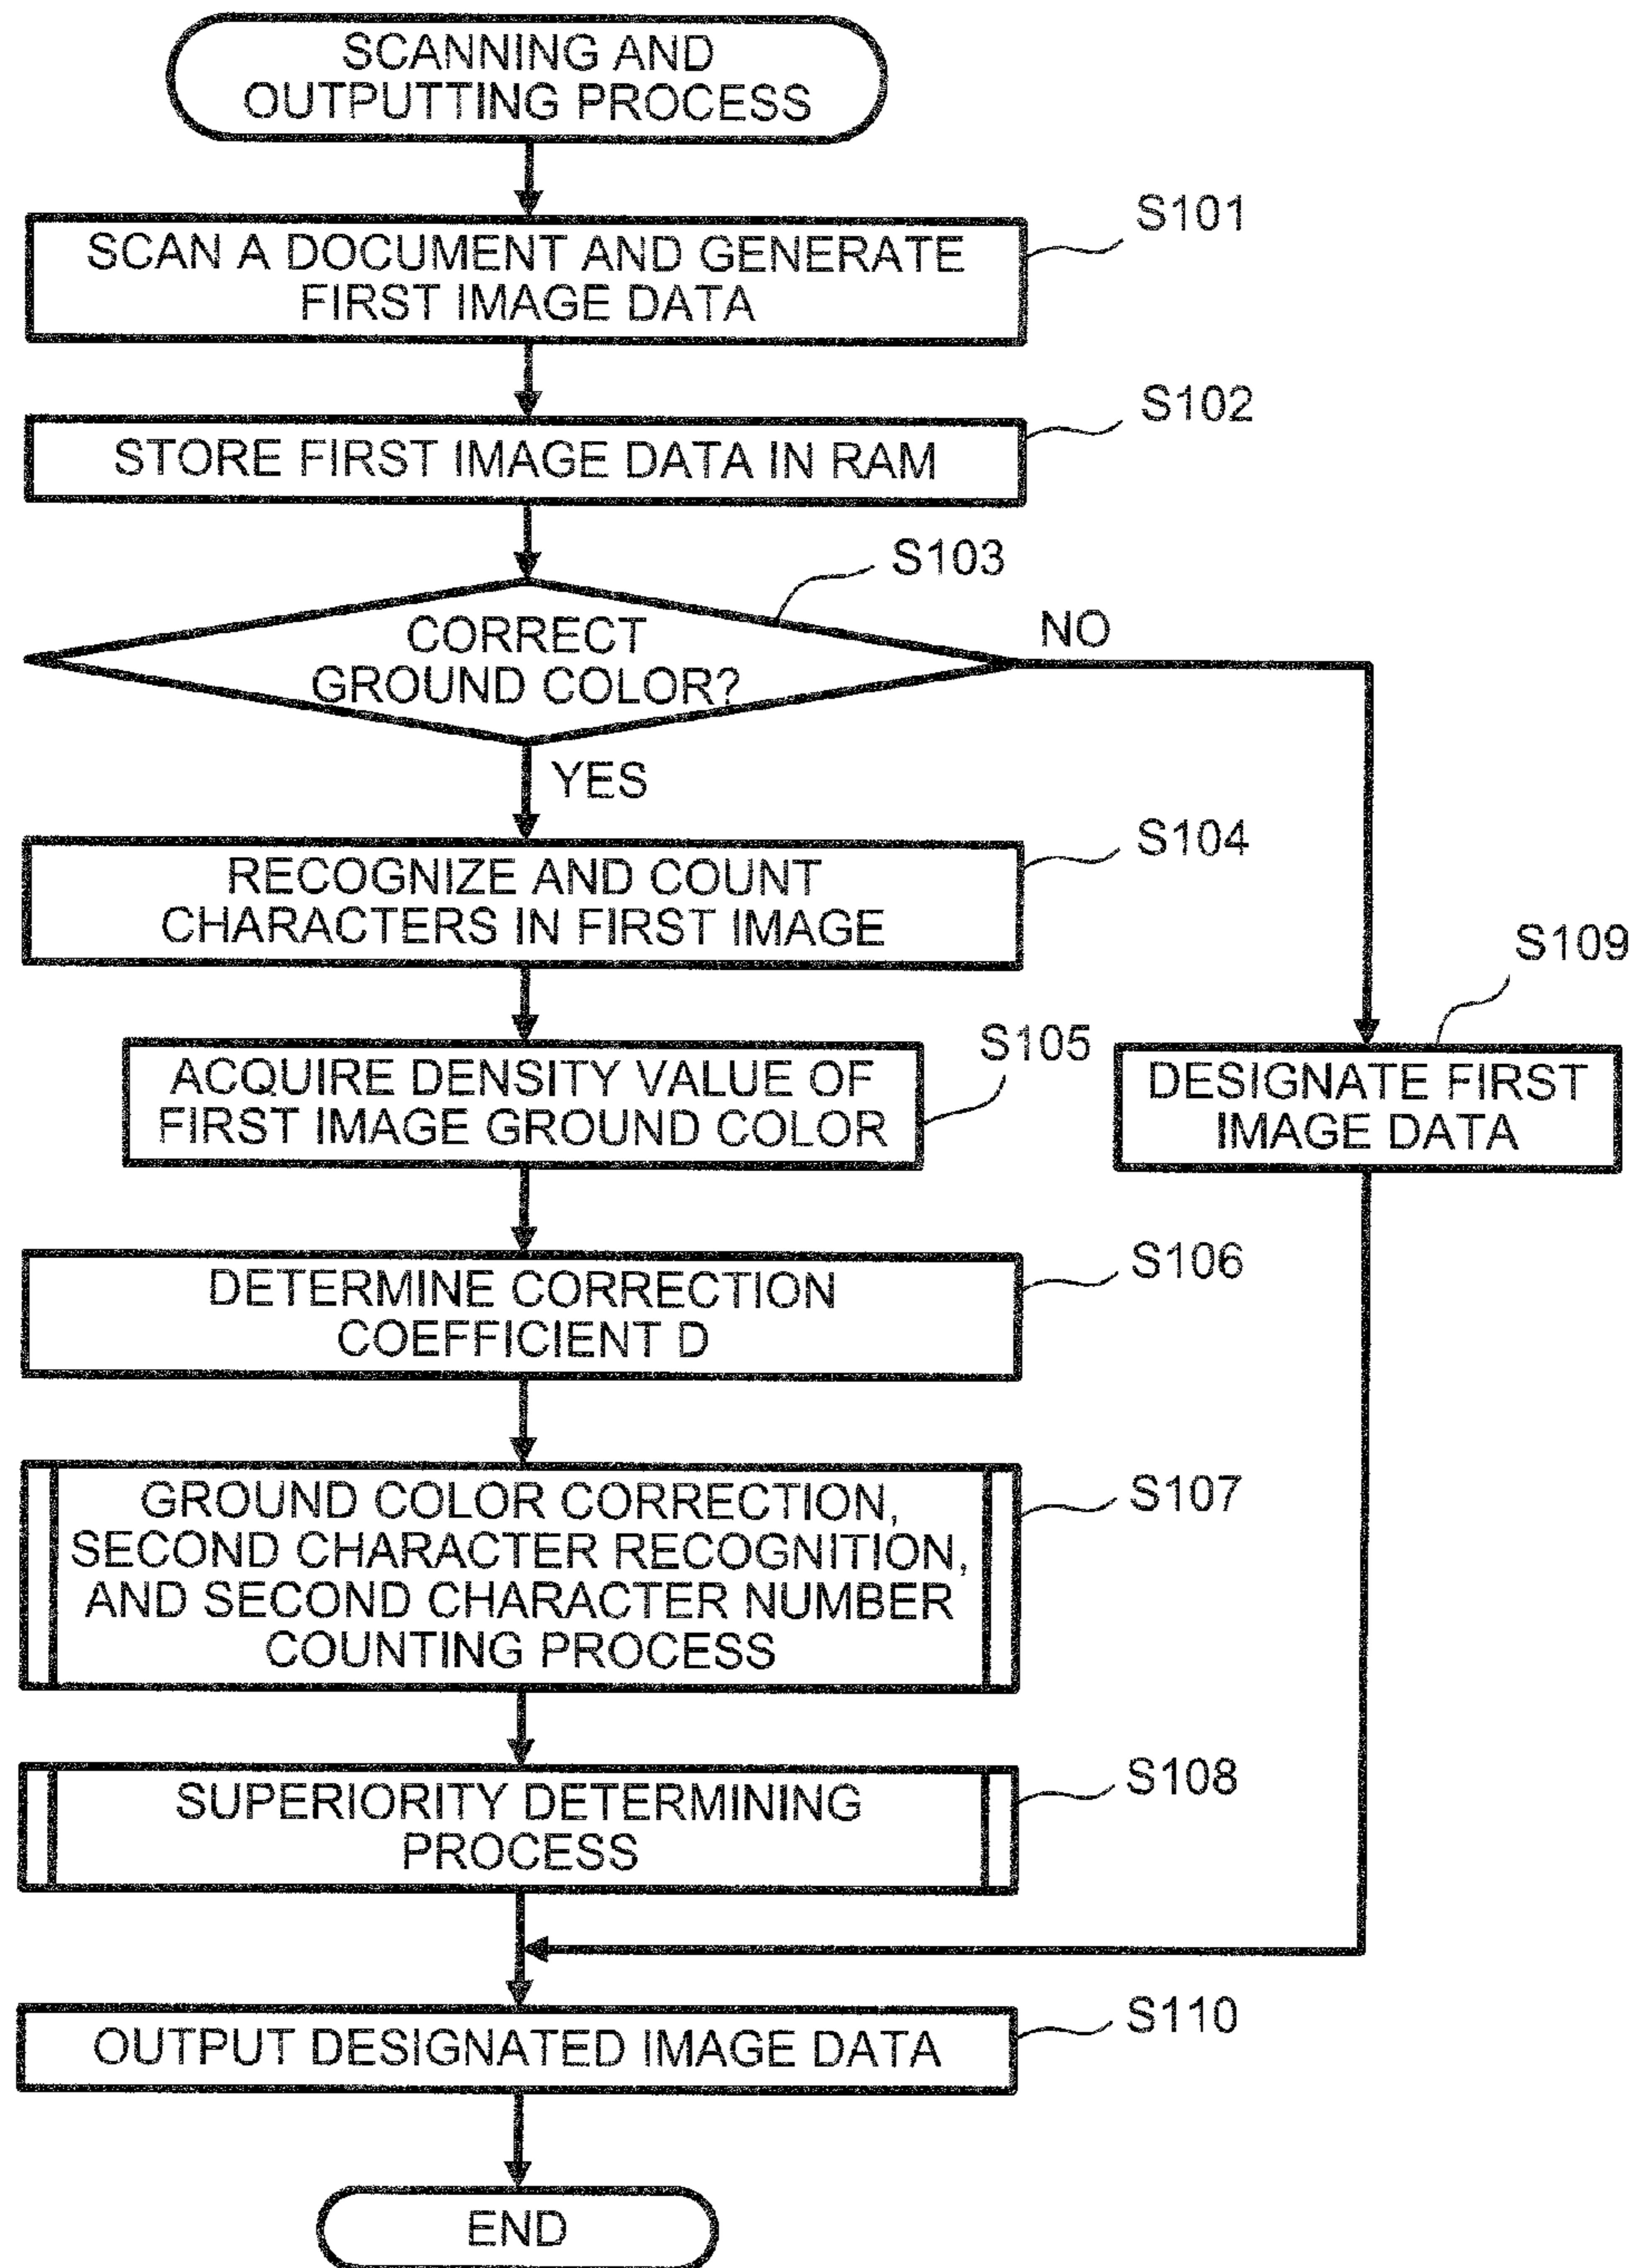 SCANNING AND
OUTPUTTING PROCESS
S101
SCAN A DOCUMENT AND GENERATE
FIRST IMAGE DATA
S102
STORE FIRST IMAGE DATA IN RAM
S103
CORRECT
GROUND COLOR?
NO
YES
S104
RECOGNIZE AND COUNT
CHARACTERS IN FIRST IMAGE
S109
DESIGNATE FIRST
IMAGE DATA
S105
ACQUIRE DENSITY VALUE OF
FIRST IMAGE GROUND COLOR
S106
DETERMINE CORRECTION
COEFFICIENT D
S107
GROUND COLOR CORRECTION,
SECOND CHARACTER RECOGNITION,
AND SECOND CHARACTER NUMBER
COUNTING PROCESS
S108
SUPERIORITY DETERMINING
PROCESS
S110
OUTPUT DESIGNATED IMAGE DATA
END